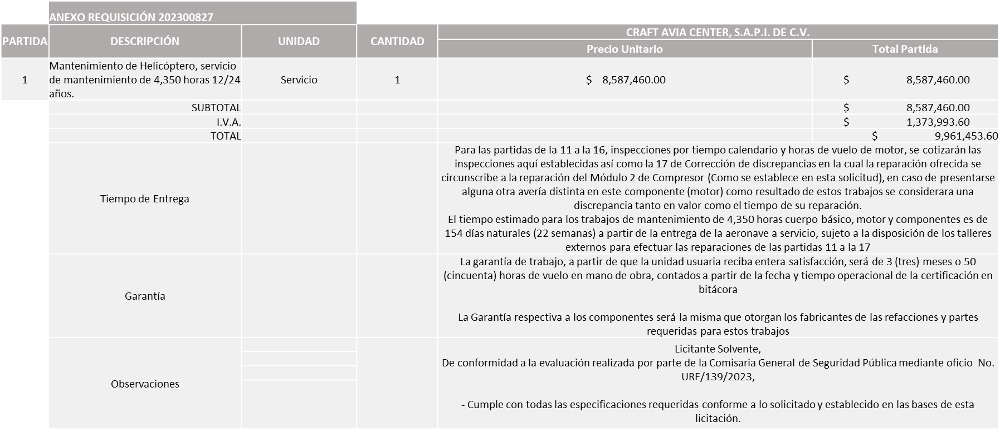 ANEXO REQUISICIÓN 202300827
PARTIDA DESCRIPCIÓN UNIDAD CANTIDAD CRAFT AVIA CENTER, S.A.P.I. DE C.V.
Precio Unitario Total Partida
1 Mantenimiento de Helicóptero, servicio
de mantenimiento de 4,350 horas 12/24
años.
Servicio 1 $ 8,587,460.00 $ 8,587,460.00
SUBTOTAL $ 8,587,460.00
I.V.A. $ 1,373,993.60
TOTAL $ 9,961,453.60
Tiempo de Entrega
Para las partidas de la 11 a la 16, inspecciones por tiempo calendario y horas de vuelo de motor, se cotizarán las
inspecciones aquí establecidas así como la 17 de Corrección de discrepancias en la cual la reparación ofrecida se
circunscribe a la reparación del Módulo 2 de Compresor (Como se establece en esta solicitud), en caso de presentarse
alguna otra avería distinta en este componente (motor) como resultado de estos trabajos se considerara una
discrepancia tanto en valor como el tiempo de su reparación.
El tiempo estimado para los trabajos de mantenimiento de 4,350 horas cuerpo básico, motor y componentes es de
154 días naturales (22 semanas) a partir de la entrega de la aeronave a servicio, sujeto a la disposición de los talleres
externos para efectuar las reparaciones de las partidas 11 a la 17
Garantía
La garantía de trabajo, a partir de que la unidad usuaria reciba entera satisfacción, será de 3 (tres) meses o 50
(cincuenta) horas de vuelo en mano de obra, contados a partir de la fecha y tiempo operacional de la certificación en
bitácora
La Garantía respectiva a los componentes será la misma que otorgan los fabricantes de las refacciones y partes
requeridas para estos trabajos
Observaciones
Licitante Solvente,
De conformidad a la evaluación realizada por parte de la Comisaria General de Seguridad Pública mediante oficio No.
URF/139/2023,
- Cumple con todas las especificaciones requeridas conforme a lo solicitado y establecido en las bases de esta
licitación.